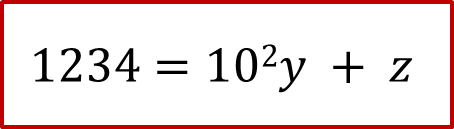 1234 = 10²y + z